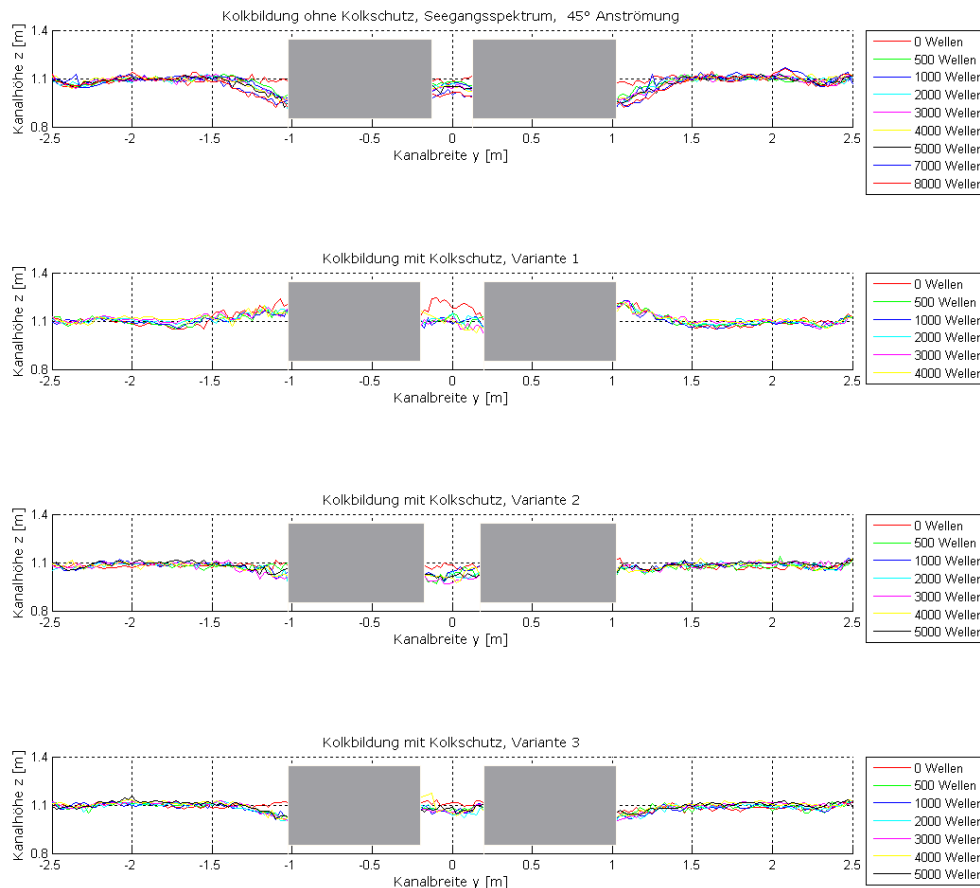 Kolkbildung ohne Kolkschutz, Seegangsspektrum, 45° Anströmung
Kanalhöhe z [m]
1.4
1.1
0.8
-2.5 -2 -1.5 -1 -0.5 0 0.5 1 1.5 2 2.5
Kanalbreite y [m]
0 Wellen
500 Wellen
1000 Wellen
2000 Wellen
3000 Wellen
4000 Wellen
5000 Wellen
7000 Wellen
8000 Wellen
Kolkbildung mit Kolkschutz, Variante 1
Kanalhöhe z [m]
1.4
1.1
0.8
-2.5 -2 -1.5 -1 -0.5 0 0.5 1 1.5 2 2.5
Kanalbreite y [m]
0 Wellen
500 Wellen
1000 Wellen
2000 Wellen
3000 Wellen
4000 Wellen
Kolkbildung mit Kolkschutz, Variante 2
Kanalhöhe z [m]
1.4
1.1
0.8
-2.5 -2 -1.5 -1 -0.5 0 0.5 1 1.5 2 2.5
Kanalbreite y [m]
0 Wellen
500 Wellen
1000 Wellen
2000 Wellen
3000 Wellen
4000 Wellen
5000 Wellen
Kolkbildung mit Kolkschutz, Variante 3
Kanalhöhe z [m]
1.4
1.1
0.8
-2.5 -2 -1.5 -1 -0.5 0 0.5 1 1.5 2 2.5
Kanalbreite y [m]
0 Wellen
500 Wellen
1000 Wellen
2000 Wellen
3000 Wellen
4000 Wellen
5000 Wellen